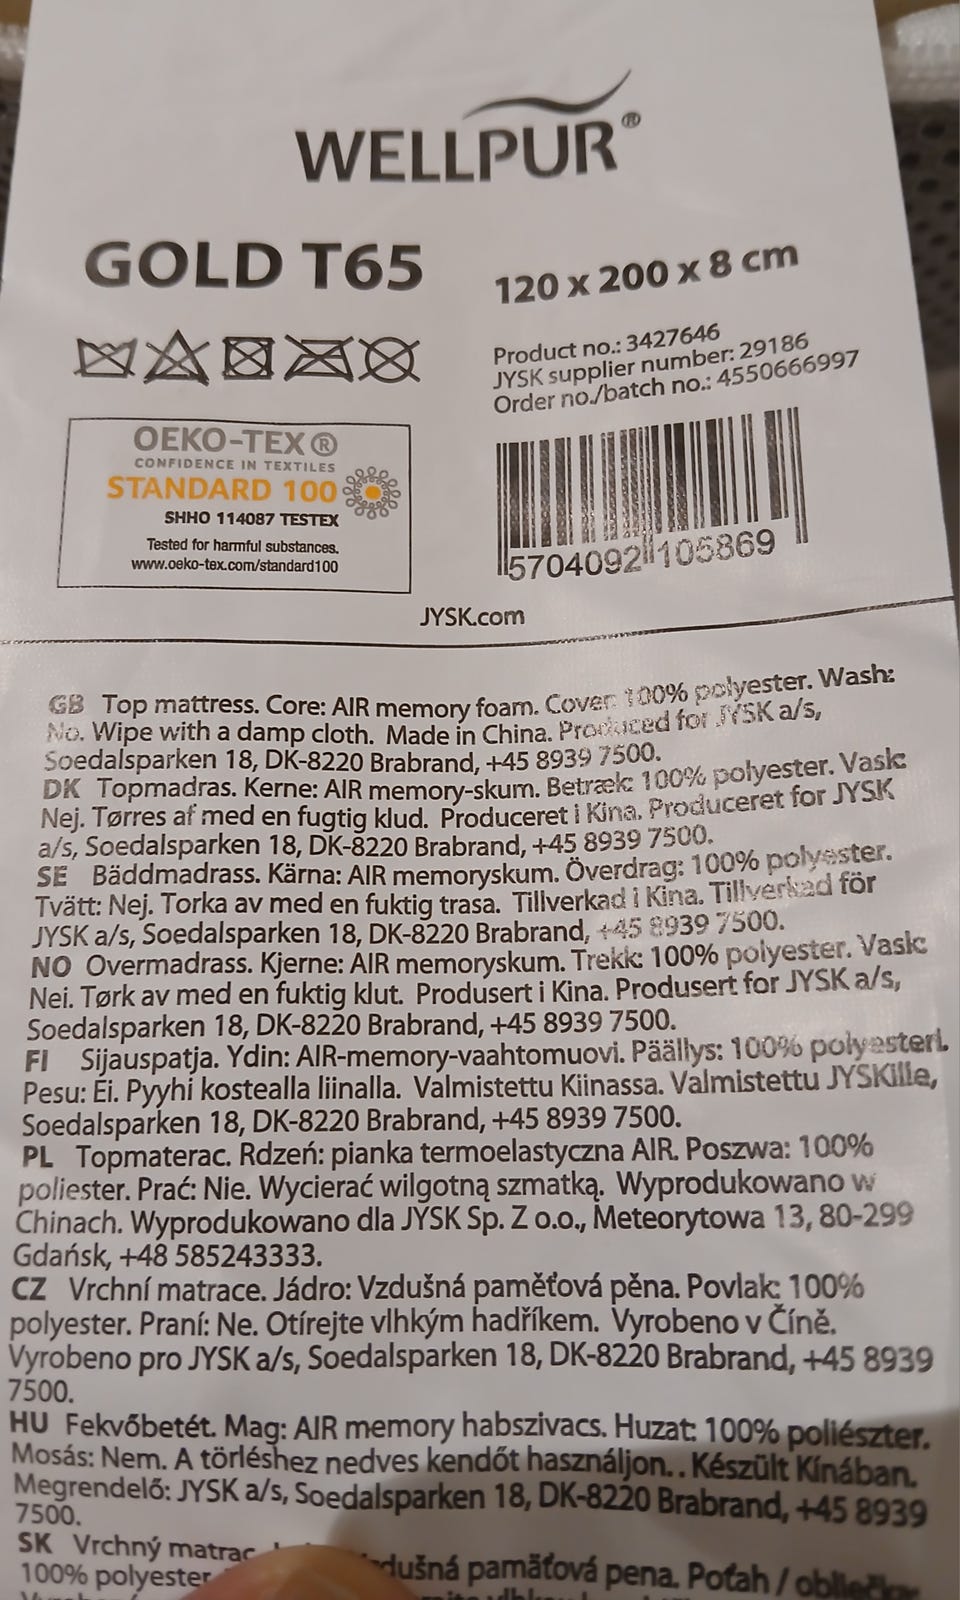 WELLPUR®
GOLD T65
120 x 200 x 8 cm
Product no.: 3427646
JYSK supplier number: 29186
Order no./batch no.: 4550666997
OEKO-TEX®
CONFIDENCE IN TEXTILES
STANDARD 100
SHHO 114087 TESTEX
Tested for harmful substances.
www.oeko-tex.com/standard100
5704092 105869
JYSK.com
GB Top mattress. Core: AIR memory foam. Cover: 100% polyester. Wash:
No. Wipe with a damp cloth. Made in China. Produced for JYSK a/s,
Soedalsparken 18, DK-8220 Brabrand, +45 8939 7500.
DK Topmadras. Kerne: AIR memory-skum. Betræk: 100% polyester. Vask:
Nej. Tørres af med en fugtig klud. Produceret i Kina. Produceret for JYSK
a/s, Soedalsparken 18, DK-8220 Brabrand, +45 8939 7500.
SE Bäddmadrass. Kärna: AIR memoryskum. Överdrag: 100% polyester.
Tvätt: Nej. Torka av med en fuktig trasa. Tillverkad i Kina. Tillverkad för
JYSK a/s, Soedalsparken 18, DK-8220 Brabrand, +45 8939 7500.
NO Overmadrass. Kjerne: AIR memoryskum. Trekk: 100% polyester. Vask:
Nei. Tørk av med en fuktig klut. Produsert i Kina. Produsert for JYSK a/s,
Soedalsparken 18, DK-8220 Brabrand, +45 8939 7500.
FI Sijauspatja. Ydin: AIR-memory-vaahtomuovi. Päällys: 100% polyesteri.
Pesu: Ei. Pyyhi kostealla liinalla. Valmistettu Kiinassa. Valmistettu JYSKille,
Soedalsparken 18, DK-8220 Brabrand, +45 8939 7500.
PL Topmaterac. Rdzeń: pianka termoelastyczna AIR. Poszwa: 100%
poliester. Prać: Nie. Wycierać wilgotną szmatką. Wyprodukowano w
Chinach. Wyprodukowano dla JYSK Sp. Z o.o., Meteorytowa 13, 80-299
Gdańsk, +48 585243333.
CZ Vrchní matrace. Jádro: Vzdušná paměťová pěna. Povlak: 100%
polyester. Praní: Ne. Otírejte vlhkým hadříkem. Vyrobeno v Číně.
Vyrobeno pro JYSK a/s, Soedalsparken 18, DK-8220 Brabrand, +45 8939
7500.
HU Fekvőbetét. Mag: AIR memory habszivacs. Huzat: 100% poliészter.
Mosás: Nem. A törléshez nedves kendőt használjon.. Készült Kínában.
Megrendelő: JYSK a/s, Soedalsparken 18, DK-8220 Brabrand, +45 8939
7500.
SK Vrchný matrac pamäťová pena. Poťah /
100% polyester